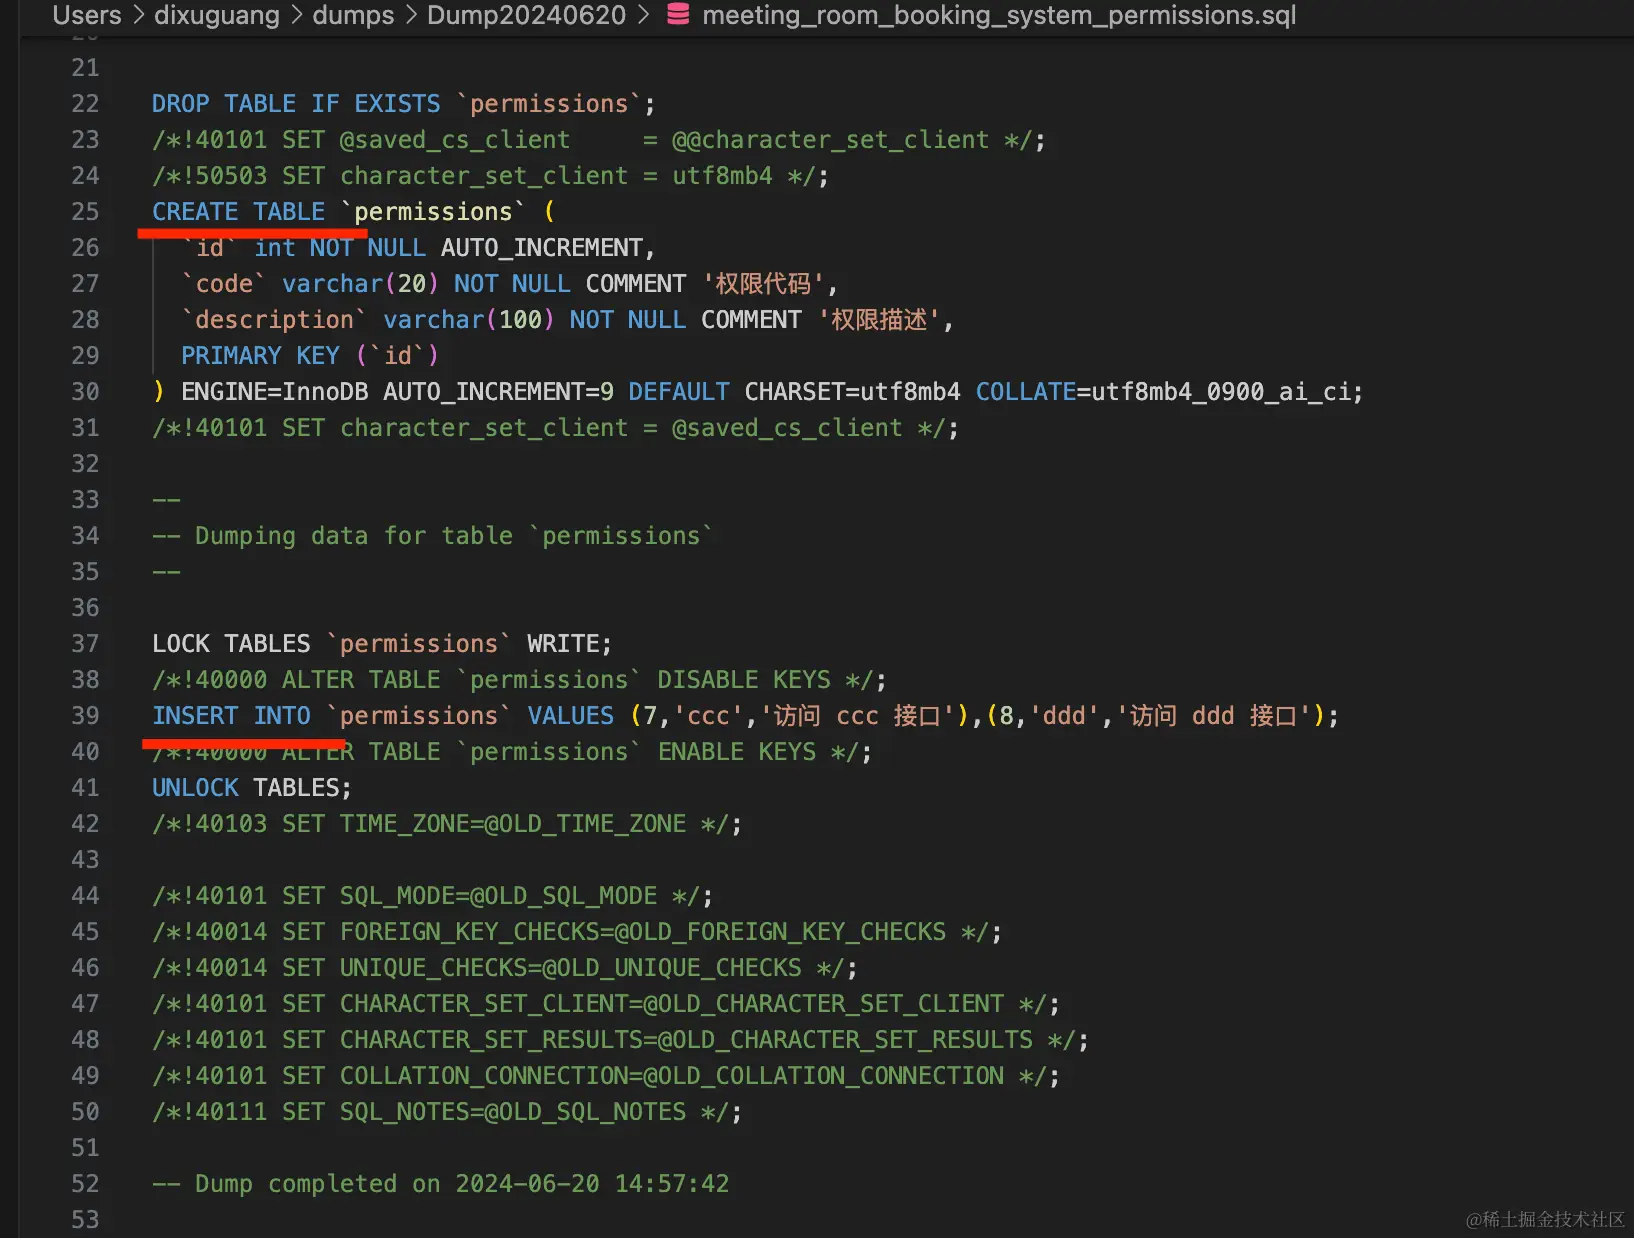 Users > dixuguang > dumps > Dump20240620 > meeting_room_booking_system_permissions.sql
20
21
22 DROP TABLE IF EXISTS `permissions`;
23 /*!40101 SET @saved_cs_client     = @@character_set_client */;
24 /*!50503 SET character_set_client = utf8mb4 */;
25 CREATE TABLE `permissions` (
26   `id` int NOT NULL AUTO_INCREMENT,
27   `code` varchar(20) NOT NULL COMMENT '权限代码',
28   `description` varchar(100) NOT NULL COMMENT '权限描述',
29   PRIMARY KEY (`id`)
30 ) ENGINE=InnoDB AUTO_INCREMENT=9 DEFAULT CHARSET=utf8mb4 COLLATE=utf8mb4_0900_ai_ci;
31 /*!40101 SET character_set_client = @saved_cs_client */;
32
33 --
34 -- Dumping data for table `permissions`
35 --
36
37 LOCK TABLES `permissions` WRITE;
38 /*!40000 ALTER TABLE `permissions` DISABLE KEYS */;
39 INSERT INTO `permissions` VALUES (7,'ccc','访问 ccc 接口'),(8,'ddd','访问 ddd 接口');
40 /*!40000 ALTER TABLE `permissions` ENABLE KEYS */;
41 UNLOCK TABLES;
42 /*!40103 SET TIME_ZONE=@OLD_TIME_ZONE */;
43
44 /*!40101 SET SQL_MODE=@OLD_SQL_MODE */;
45 /*!40014 SET FOREIGN_KEY_CHECKS=@OLD_FOREIGN_KEY_CHECKS */;
46 /*!40014 SET UNIQUE_CHECKS=@OLD_UNIQUE_CHECKS */;
47 /*!40101 SET CHARACTER_SET_CLIENT=@OLD_CHARACTER_SET_CLIENT */;
48 /*!40101 SET CHARACTER_SET_RESULTS=@OLD_CHARACTER_SET_RESULTS */;
49 /*!40101 SET COLLATION_CONNECTION=@OLD_COLLATION_CONNECTION */;
50 /*!40111 SET SQL_NOTES=@OLD_SQL_NOTES */;
51
52 -- Dump completed on 2024-06-20 14:57:42
53
@稀土掘金技术社区